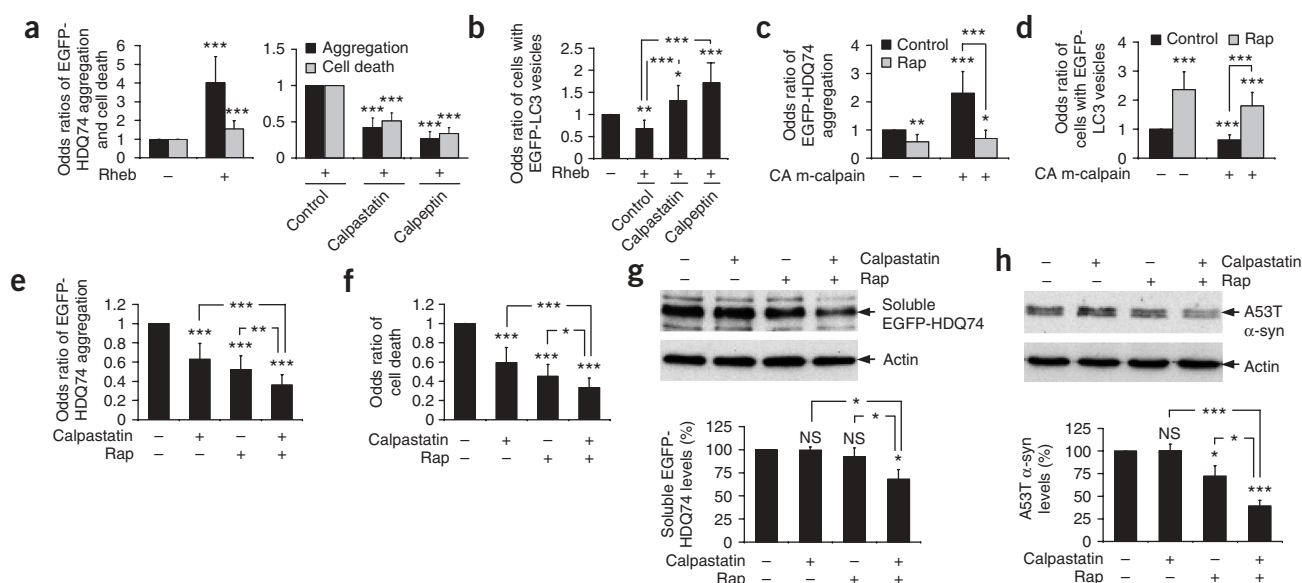 a
Odds ratios of EGFP-
HDQ74 aggregation
and cell death
6
5
4
3
2
1
0
***
***
Rheb
–
+
1.5
1
0.5
0
Aggregation
Cell death
***
***
***
***
+
+
+
Control
Calpastatin
Calpeptin
b
Odds ratio of cells with
EGFP-LC3 vesicles
2.5
2
1.5
1
0.5
0
***
***
***
*
**
Rheb
–
+
+
+
Control
Calpastatin
Calpeptin
c
Odds ratio of
EGFP-HDQ74
aggregation
4
3
2
1
0
Control
Rap
***
***
**
*
CA m-calpain
– –
+ +
d
Odds ratio of
cells with EGFP-
LC3 vesicles
4
3
2
1
0
Control
Rap
***
***
***
***
CA m-calpain
– –
+ +
e
Odds ratio of EGFP-
HDQ74 aggregation
1.2
1
0.8
0.6
0.4
0.2
0
***
**
***
***
***
Calpastatin – + – +
Rap – – + +
f
Odds ratio of
cell death
1.2
1
0.8
0.6
0.4
0.2
0
***
*
***
***
***
Calpastatin – + – +
Rap – – + +
g
– + – + Calpastatin
– – + + Rap
Soluble
EGFP-HDQ74
Actin
Soluble EGFP-
HDQ74 levels (%)
125
100
75
50
25
0
*
*
NS
NS
*
Calpastatin – + – +
Rap – – + +
h
– + – + Calpastatin
– – + + Rap
A53T
α-syn
Actin
A53T α-syn
levels (%)
125
100
75
50
25
0
***
*
NS
*
***
Calpastatin – + – +
Rap – – + +